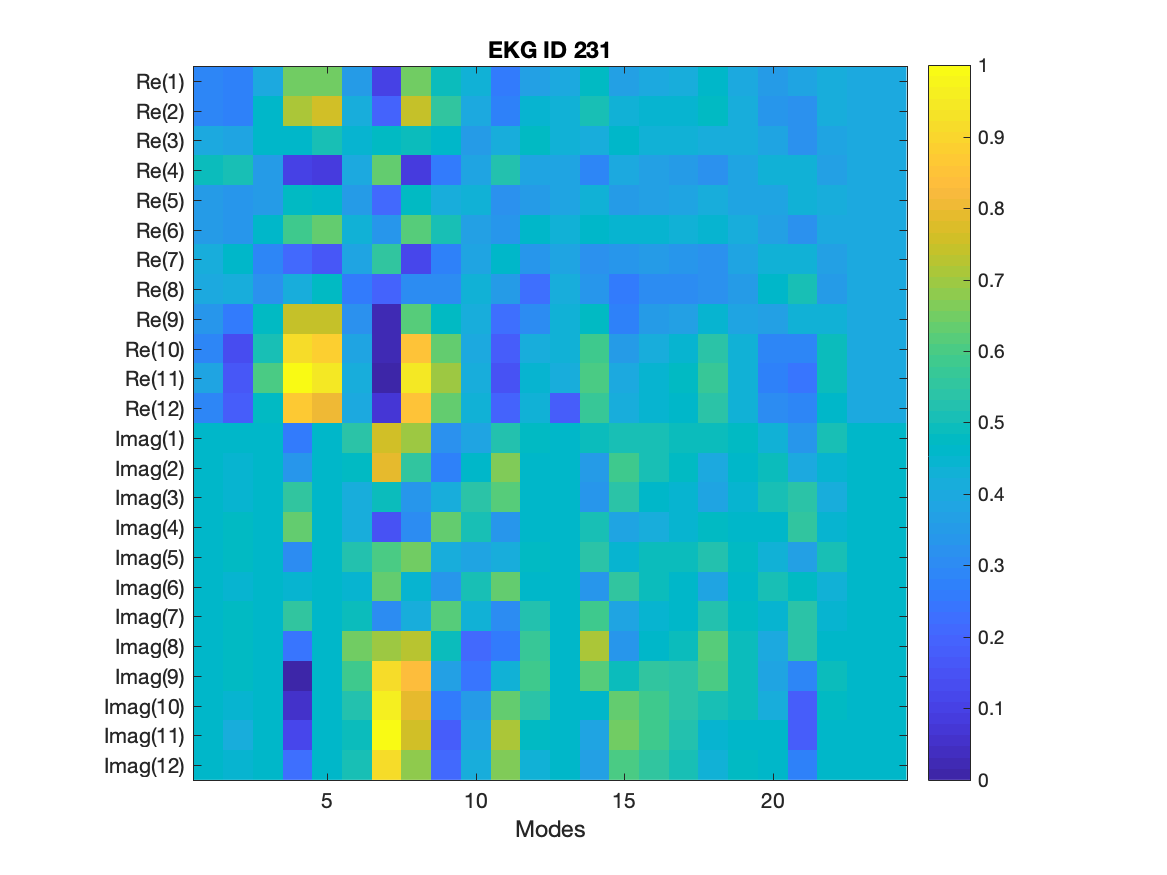 EKG ID 231
Re(1)
Re(2)
Re(3)
Re(4)
Re(5)
Re(6)
Re(7)
Re(8)
Re(9)
Re(10)
Re(11)
Re(12)
Imag(1)
Imag(2)
Imag(3)
Imag(4)
Imag(5)
Imag(6)
Imag(7)
Imag(8)
Imag(9)
Imag(10)
Imag(11)
Imag(12)
5 10 15 20
Modes
1
0.9
0.8
0.7
0.6
0.5
0.4
0.3
0.2
0.1
0